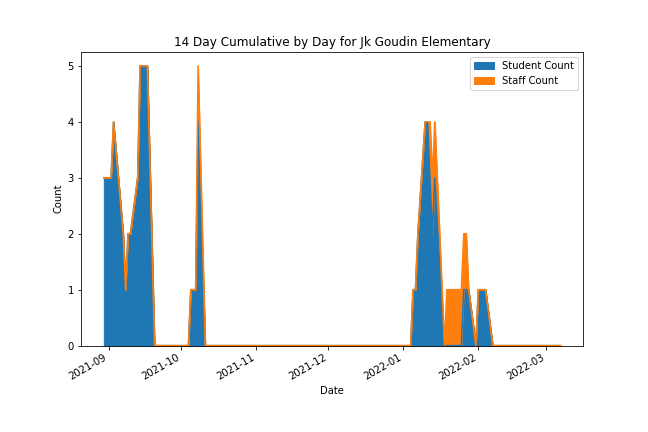 14 Day Cumulative by Day for Jk Goudin Elementary
Student Count
Staff Count
Count
5
4
3
2
1
0
2021-09
2021-10
2021-11
2021-12
2022-01
2022-02
2022-03
Date